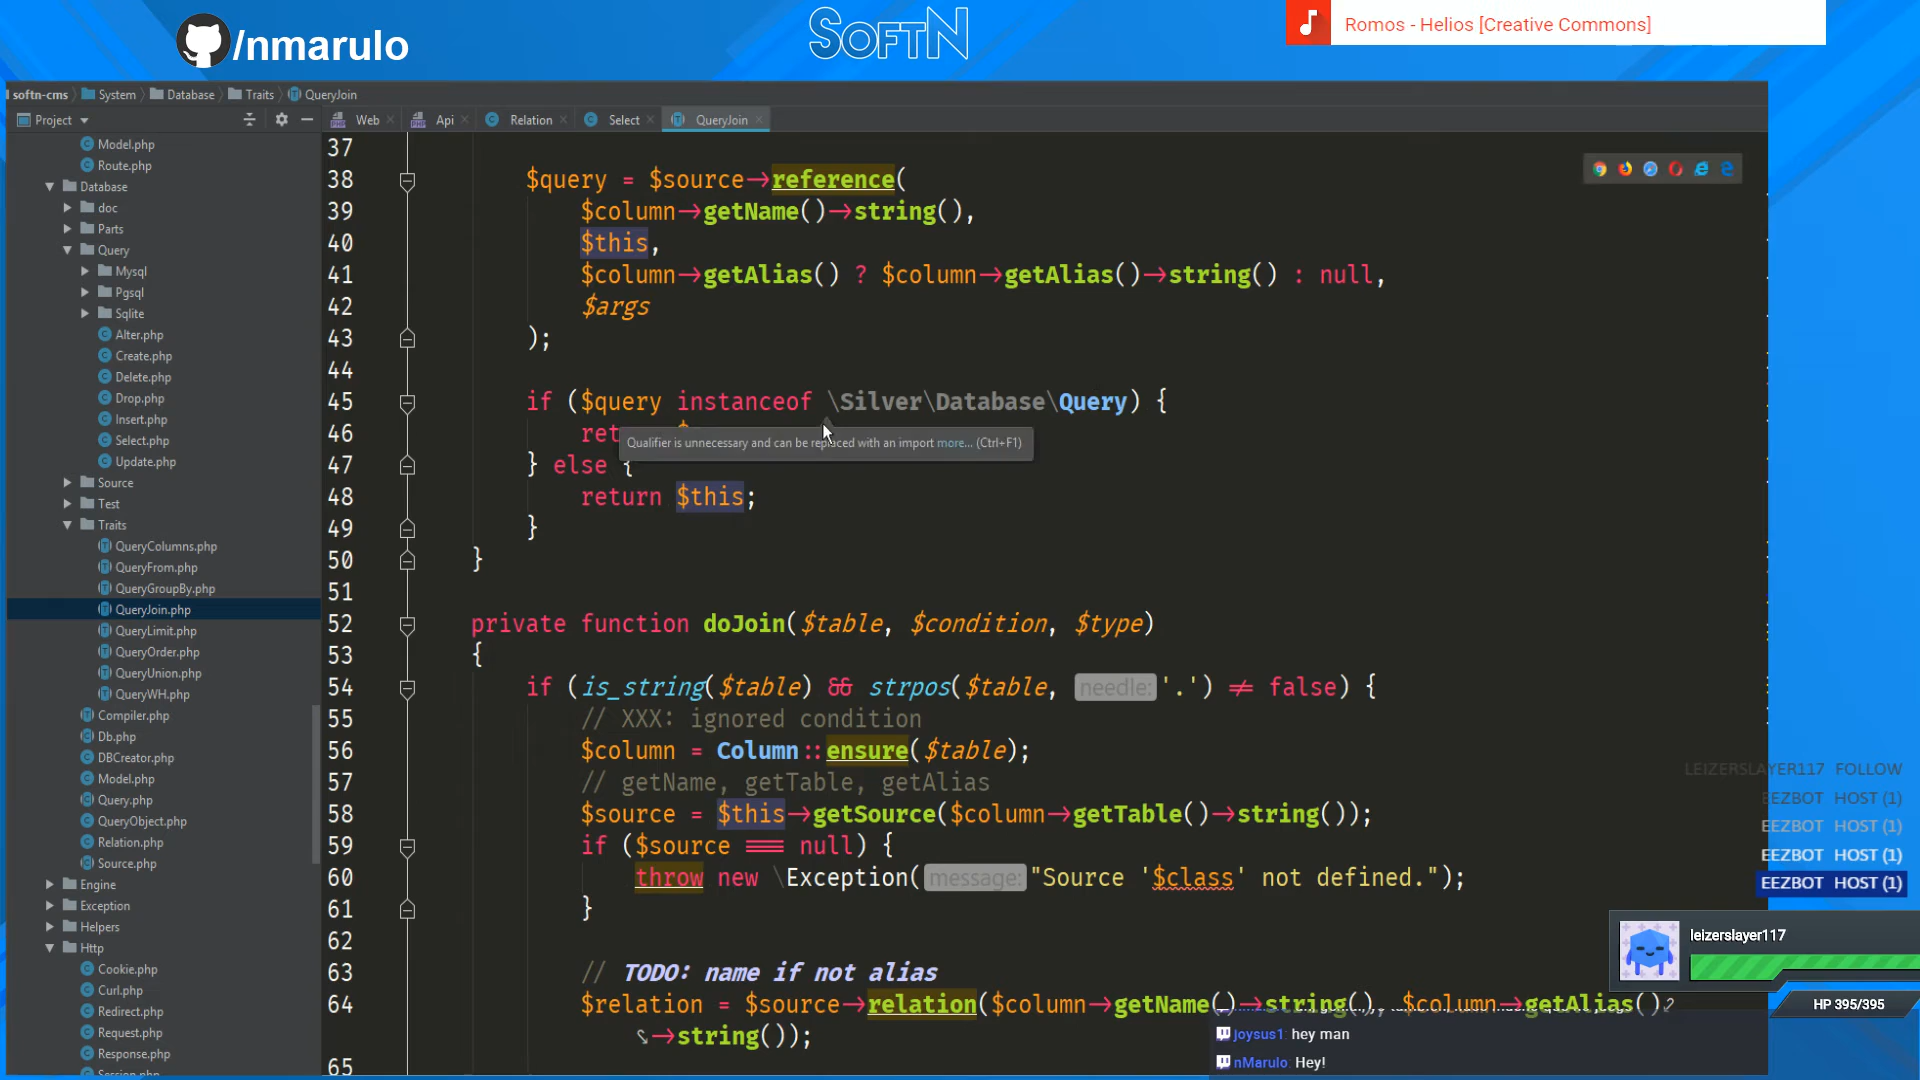 /nmarulo
SOFTN
Romos - Helios [Creative Commons]
softn-cms System Database Traits QueryJoin
Project
Web Api Relation Select QueryJoin
Model.php
Route.php
Database
doc
Parts
Query
Mysql
Pgsql
Sqlite
Alter.php
Create.php
Delete.php
Drop.php
Insert.php
Select.php
Update.php
Source
Test
Traits
QueryColumns.php
QueryFrom.php
QueryGroupBy.php
QueryJoin.php
QueryLimit.php
QueryOrder.php
QueryUnion.php
QueryWH.php
Compiler.php
Db.php
DBCreator.php
Model.php
Query.php
QueryObject.php
Relation.php
Source.php
Engine
Exception
Helpers
Http
Cookie.php
Curl.php
Redirect.php
Request.php
Response.php
Session.php
37
38 $query = $source->reference(
39 $column->getName()->string(),
40 $this,
41 $column->getAlias() ? $column->getAlias()->string() : null,
42 $args
43 );
44
45 if ($query instanceof \Silver\Database\Query) {
46 ret
Qualifier is unnecessary and can be replaced with an import more... (Ctrl+F1)
47 } else {
48 return $this;
49 }
50 }
51
52 private function doJoin($table, $condition, $type)
53 {
54 if (is_string($table) && strpos($table, needle: '.') != false) {
55 // XXX: ignored condition
56 $column = Column::ensure($table);
57 // getName, getTable, getAlias
58 $source = $this->getSource($column->getTable()->string());
59 if ($source === null) {
60 throw new \Exception( message: "Source '$class' not defined.");
61 }
62
63 // TODO: name if not alias
64 $relation = $source->relation($column->getName()->string(), $column->getAlias()
->string());
65
LEIZERSLAYER117 FOLLOW
EEZBOT HOST (1)
EEZBOT HOST (1)
EEZBOT HOST (1)
EEZBOT HOST (1)
leizerslayer117
HP 395/395
joysus1: hey man
nMarulo: Hey!